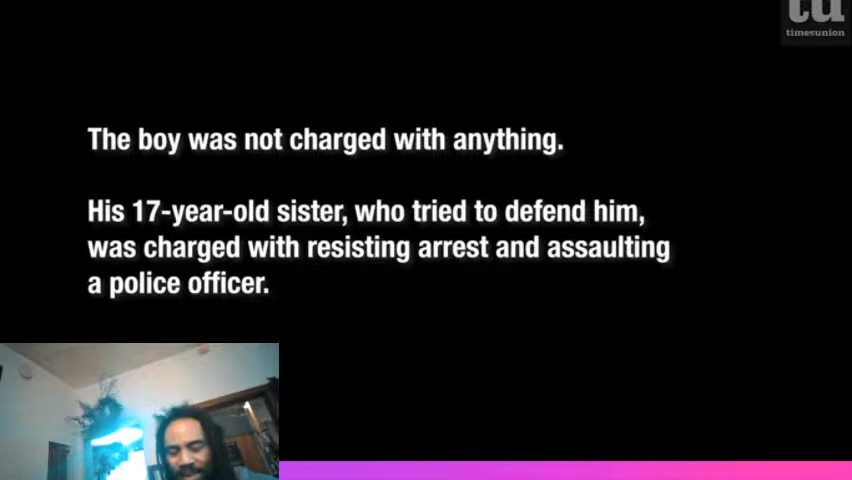 tu
timesunion
The boy was not charged with anything.
His 17-year-old sister, who tried to defend him,
was charged with resisting arrest and assaulting
a police officer.